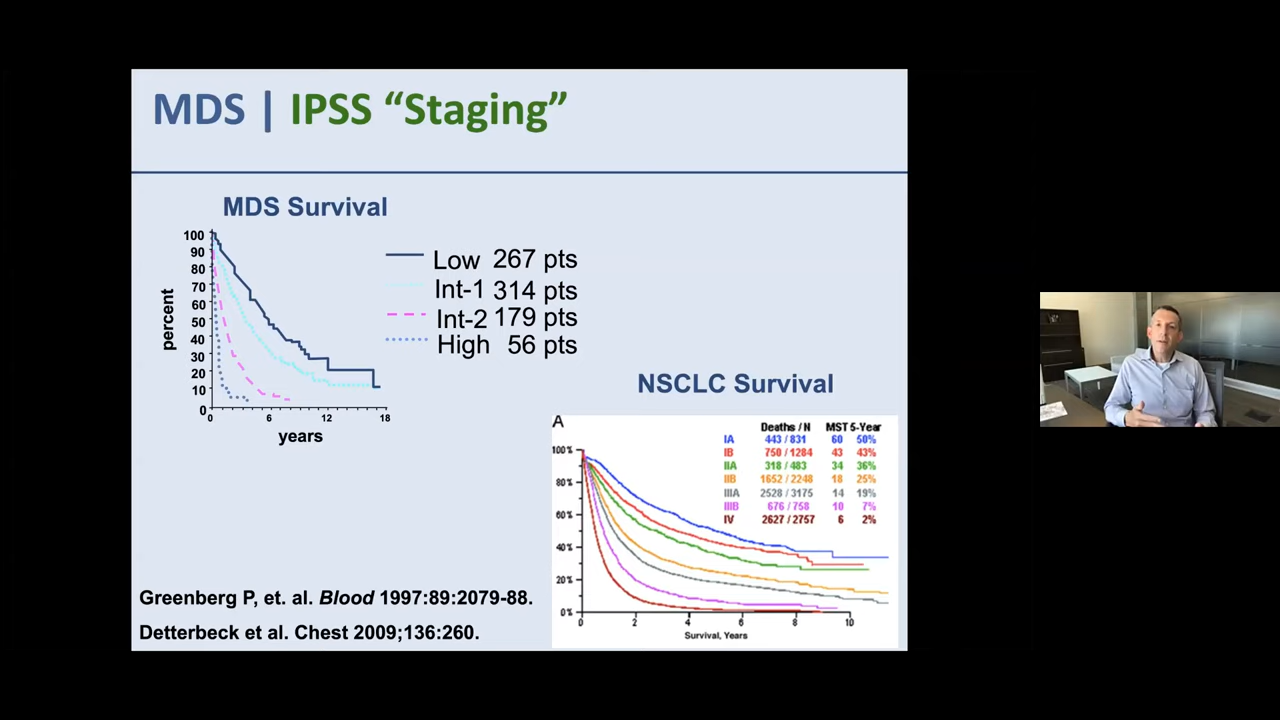 MDS | IPSS “Staging”
MDS Survival
100
90
80
70
60
50
40
30
20
10
0
percent
0 6 12 18
years
Low 267 pts
Int-1 314 pts
Int-2 179 pts
High 56 pts
NSCLC Survival
A
Deaths / N MST 5-Year
IA 443 / 831 60 50%
IB 750 / 1284 43 43%
IIA 318 / 483 34 36%
IIB 1652 / 2248 18 25%
IIIA 2528 / 3175 14 19%
IIIB 676 / 758 10 7%
IV 2627 / 2757 6 2%
100%
80%
60%
40%
20%
0%
0 2 4 6 8 10
Survival, Years
Greenberg P, et. al. Blood 1997:89:2079-88.
Detterbeck et al. Chest 2009;136:260.